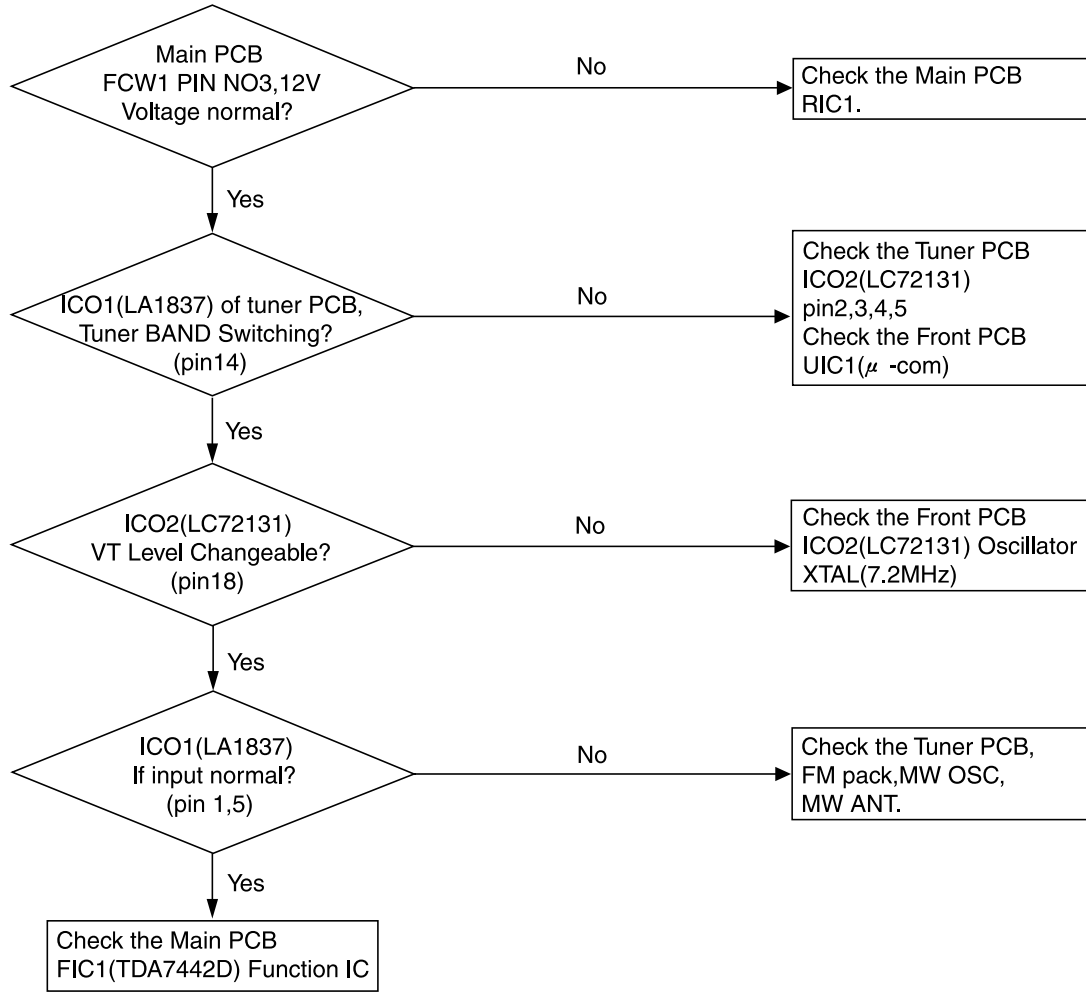 Main PCB
FCW1 PIN NO3,12V
Voltage normal?
No
Check the Main PCB
RIC1.
Yes
ICO1(LA1837) of tuner PCB,
Tuner BAND Switching?
(pin14)
No
Check the Tuner PCB
ICO2(LC72131)
pin2,3,4,5
Check the Front PCB
UIC1(μ -com)
Yes
ICO2(LC72131)
VT Level Changeable?
(pin18)
No
Check the Front PCB
ICO2(LC72131) Oscillator
XTAL(7.2MHz)
Yes
ICO1(LA1837)
If input normal?
(pin 1,5)
No
Check the Tuner PCB,
FM pack,MW OSC,
MW ANT.
Yes
Check the Main PCB
FIC1(TDA7442D) Function IC